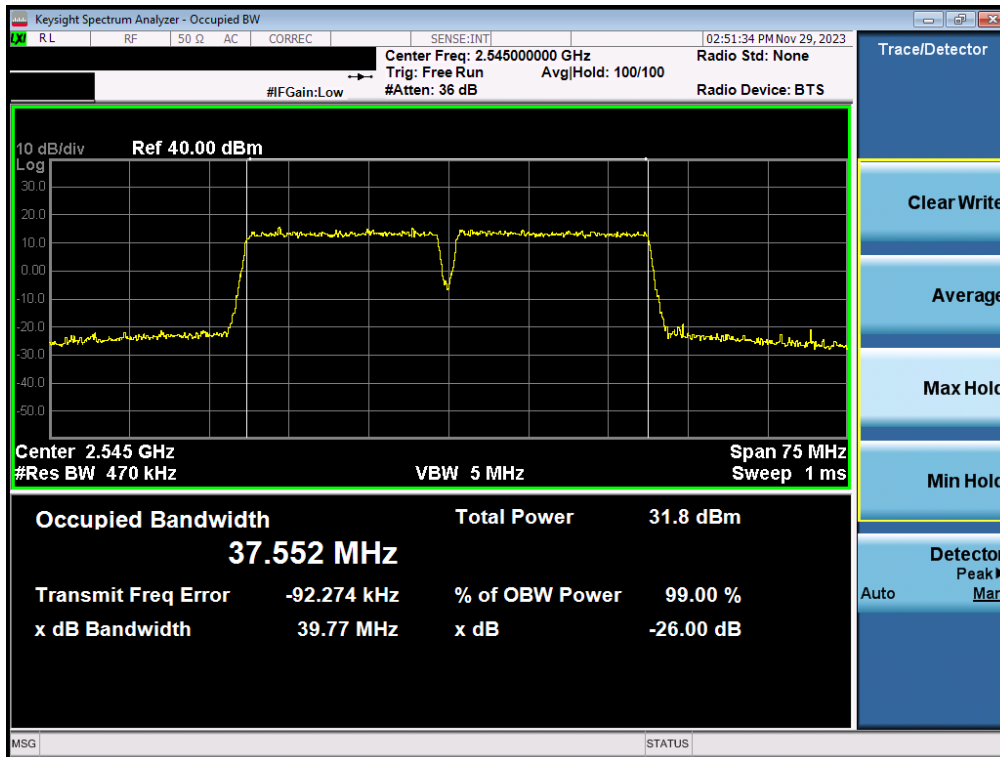 Keysight Spectrum Analyzer - Occupied BW
LXI RL RF 50 Ω AC CORREC SENSE:INT 02:51:34 PM Nov 29, 2023
Center Freq: 2.545000000 GHz Radio Std: None
Trig: Free Run Avg|Hold: 100/100
#IFGain:Low #Atten: 36 dB Radio Device: BTS
10 dB/div Ref 40.00 dBm
Log
30.0
20.0
10.0
0.00
-10.0
-20.0
-30.0
-40.0
-50.0
Center 2.545 GHz Span 75 MHz
#Res BW 470 kHz VBW 5 MHz Sweep 1 ms
Occupied Bandwidth Total Power 31.8 dBm
37.552 MHz
Transmit Freq Error -92.274 kHz % of OBW Power 99.00 %
x dB Bandwidth 39.77 MHz x dB -26.00 dB
MSG STATUS
Trace/Detector
Clear Write
Average
Max Hold
Min Hold
Detector
Peak
Auto Man